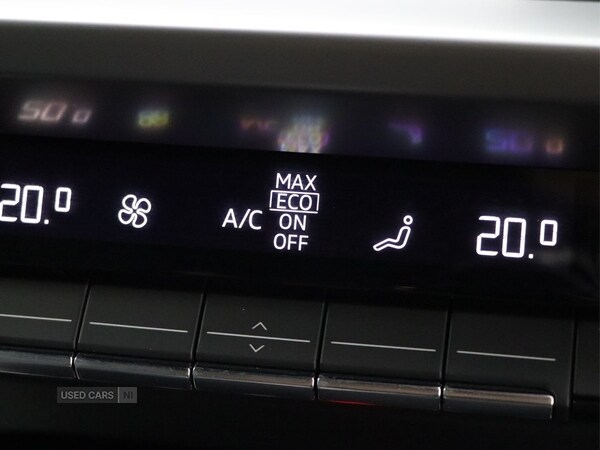 20.0
A/C
MAX
ECO
ON
OFF
20.0
USED CARS NI